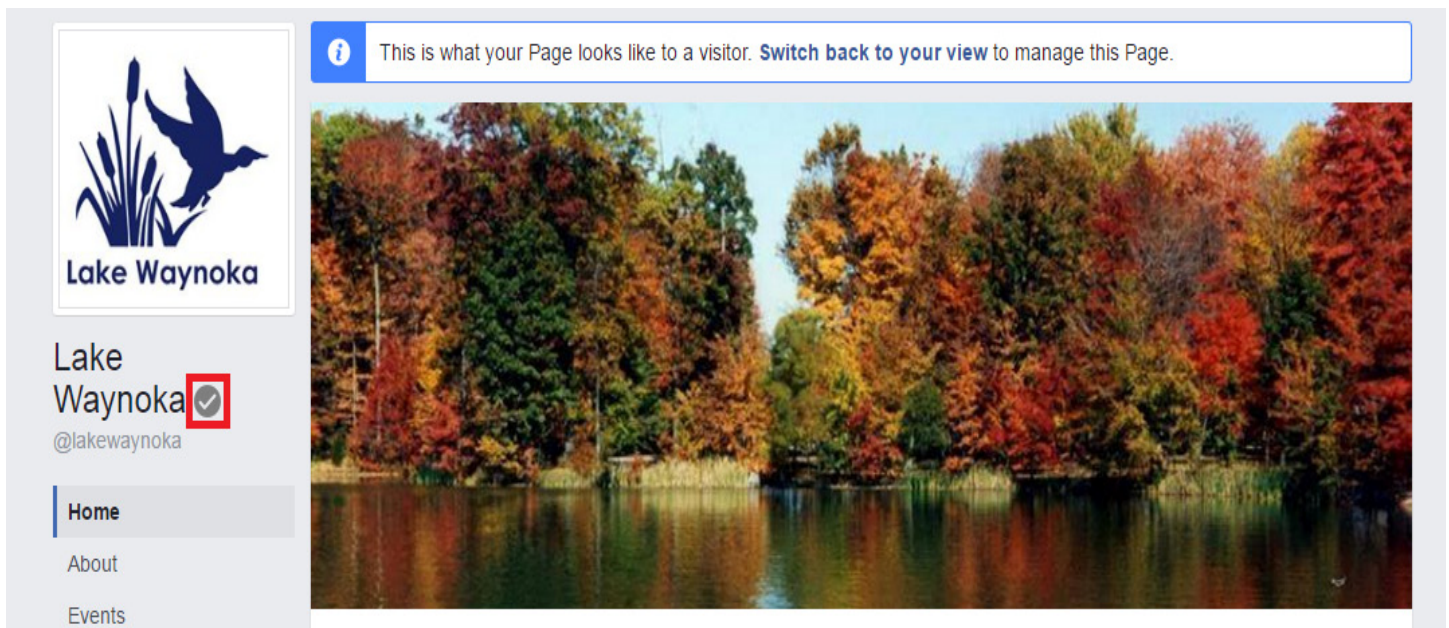 This is what your Page looks like to a visitor. Switch back to your view to manage this Page.
Lake Waynoka
Lake
Waynoka
@lakewaynoka
Home
About
Events